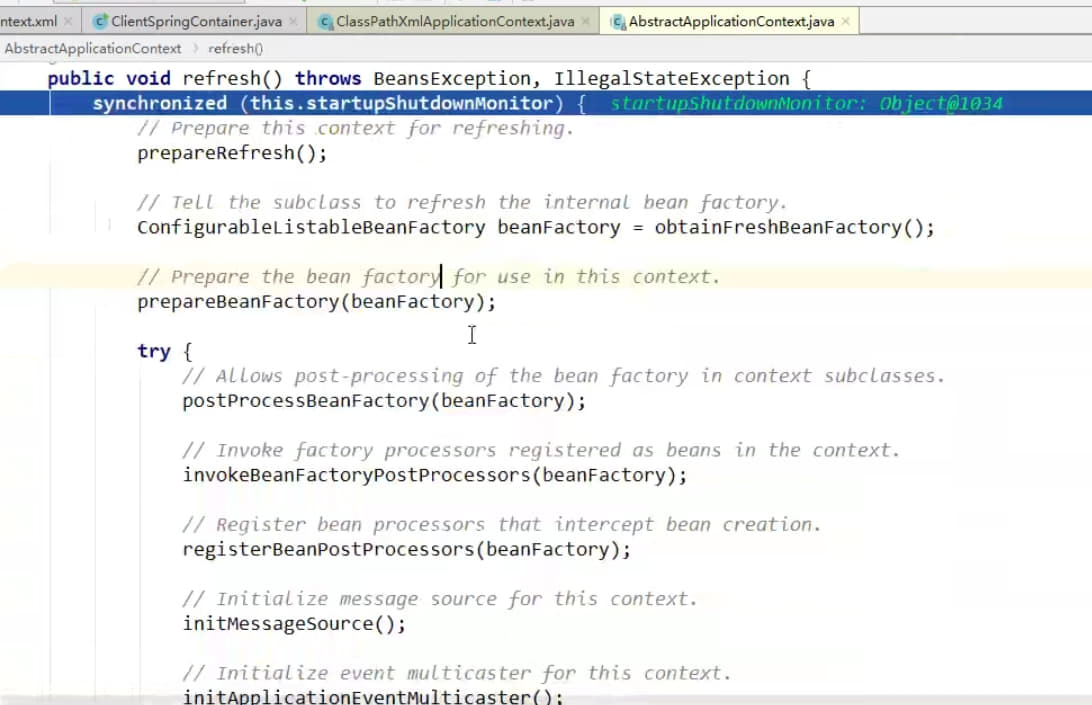 ntext.xml × ClientSpringContainer.java × ClassPathXmlApplicationContext.java × AbstractApplicationContext.java ×
AbstractApplicationContext › refresh()
public void refresh() throws BeansException, IllegalStateException {
synchronized (this.startupShutdownMonitor) { startupShutdownMonitor: Object@1034
// Prepare this context for refreshing.
prepareRefresh();
// Tell the subclass to refresh the internal bean factory.
ConfigurableListableBeanFactory beanFactory = obtainFreshBeanFactory();
// Prepare the bean factory for use in this context.
prepareBeanFactory(beanFactory);
try {
// Allows post-processing of the bean factory in context subclasses.
postProcessBeanFactory(beanFactory);
// Invoke factory processors registered as beans in the context.
invokeBeanFactoryPostProcessors(beanFactory);
// Register bean processors that intercept bean creation.
registerBeanPostProcessors(beanFactory);
// Initialize message source for this context.
initMessageSource();
// Initialize event multicaster for this context.
initApplicationEventMulticaster();